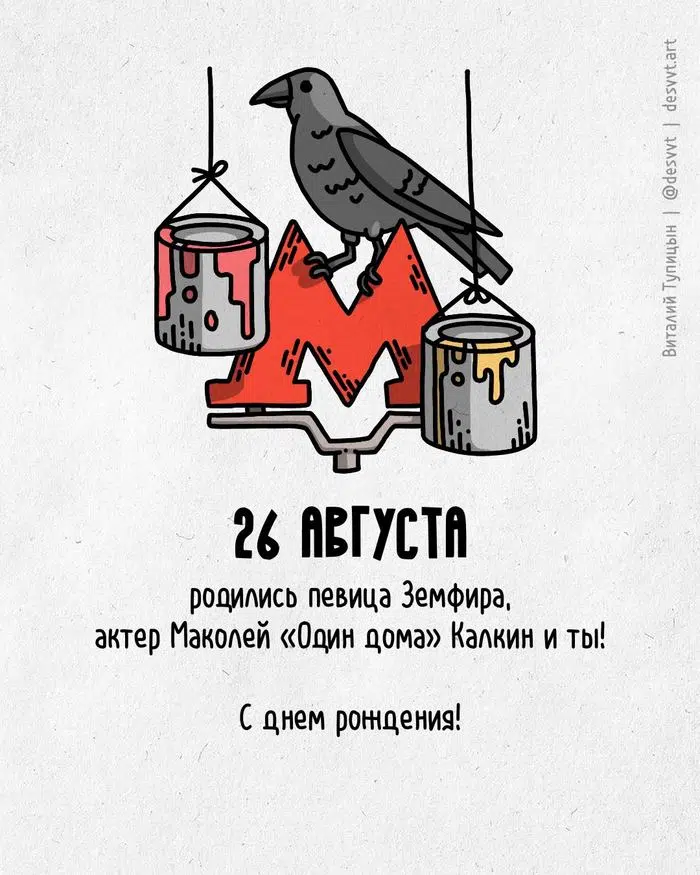 М
26 АВГУСТА
родились певица Земфира,
актер Маколей «Один дома» Калкин и ты!
С днем рождения!
Виталий Тупицын | @desvvt | desvvt.art